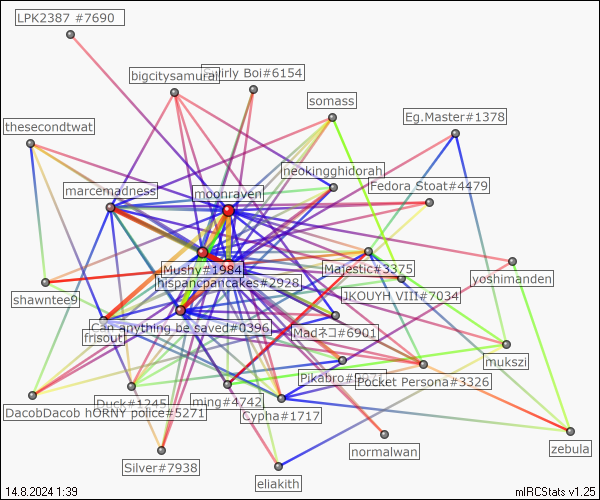 LPK2387 #7690
bigcitysamurai
Swirly Boi#6154
somass
Eg.Master#1378
thesecondtwat
neokingghidorah
Fedora Stoat#4479
marcemadness
moonraven
Mushy#1984
Majestic#3375
yoshimanden
hispancpancakes#2928
JKOUYH VIII#7034
shawntee9
Can anything be saved#0396
Madネコ#6901
frisout
mukszi
Pikabro#
Pocket Persona#3326
Duck#1245
ming#4742
DacobDacob hORNY police#5271
Cypha#1717
normalwan
zebula
Silver#7938
eliakith
14.8.2024 1:39
mIRCStats v1.25